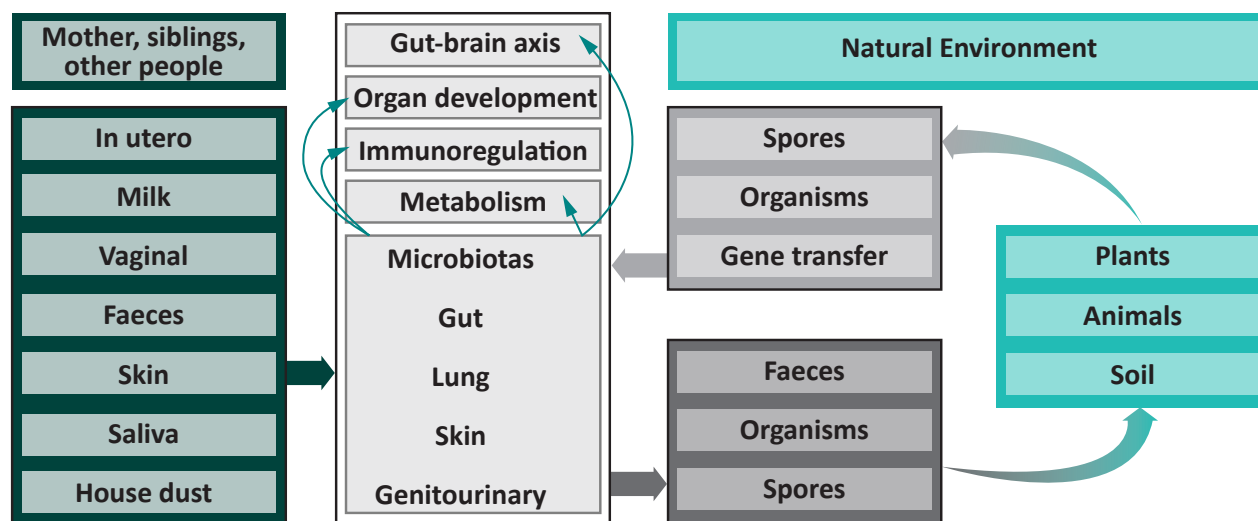 Mother, siblings,
other people
In utero
Milk
Vaginal
Faeces
Skin
Saliva
House dust
Gut-brain axis
Organ development
Immunoregulation
Metabolism
Microbiotas
Gut
Lung
Skin
Genitourinary
Natural Environment
Spores
Organisms
Gene transfer
Faeces
Organisms
Spores
Plants
Animals
Soil